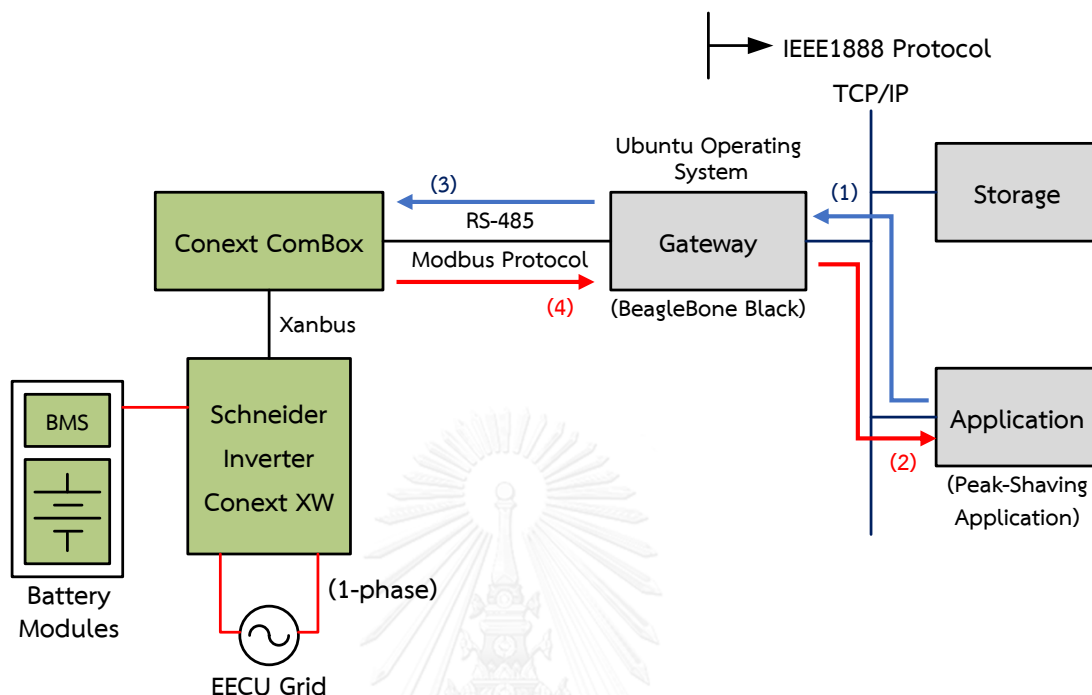 IEEE1888 Protocol
TCP/IP
Ubuntu Operating
System
(3)
(1)
Storage
RS-485
Conext ComBox
Gateway
Modbus Protocol
(4)
(BeagleBone Black)
Xanbus
BMS
Schneider
Inverter
Conext XW
Application
(2)
(Peak-Shaving
Application)
(1-phase)
Battery
Modules
EECU Grid